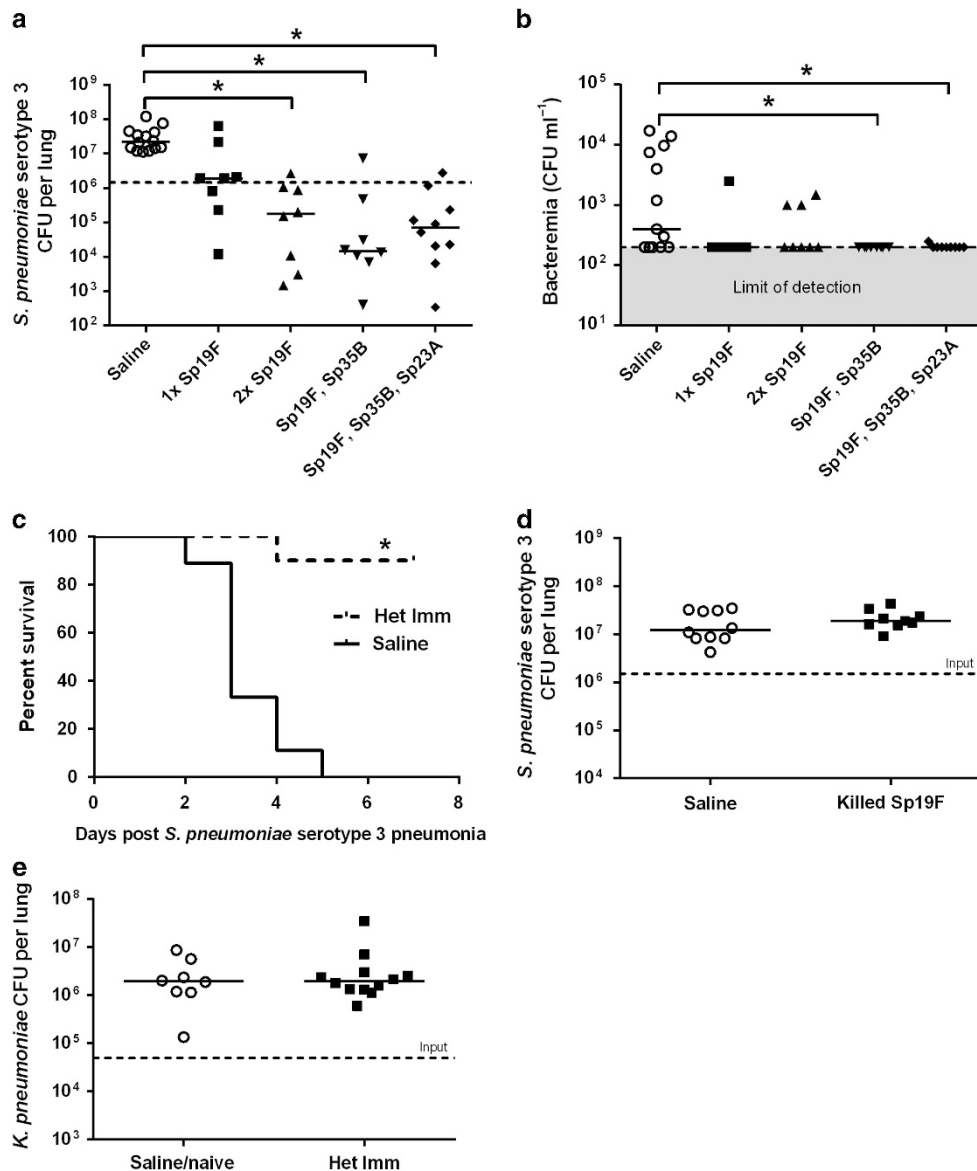 a
*
*
*
S. pneumoniae serotype 3
CFU per lung
10⁹
10⁸
10⁷
10⁶
10⁵
10⁴
10³
10²
Saline
1x Sp19F
2x Sp19F
Sp19F, Sp35B
Sp19F, Sp35B, Sp23A
b
*
*
Bacteremia (CFU ml⁻¹)
10⁵
10⁴
10³
10²
10¹
Limit of detection
Saline
1x Sp19F
2x Sp19F
Sp19F, Sp35B
Sp19F, Sp35B, Sp23A
c
Percent survival
100
80
60
40
20
0
*
Het Imm
Saline
0 2 4 6 8
Days post S. pneumoniae serotype 3 pneumonia
d
S. pneumoniae serotype 3
CFU per lung
10⁹
10⁸
10⁷
10⁶
10⁵
10⁴
Input
Saline Killed Sp19F
e
K. pneumoniae CFU per lung
10⁸
10⁷
10⁶
10⁵
10⁴
10³
Input
Saline/naive Het Imm